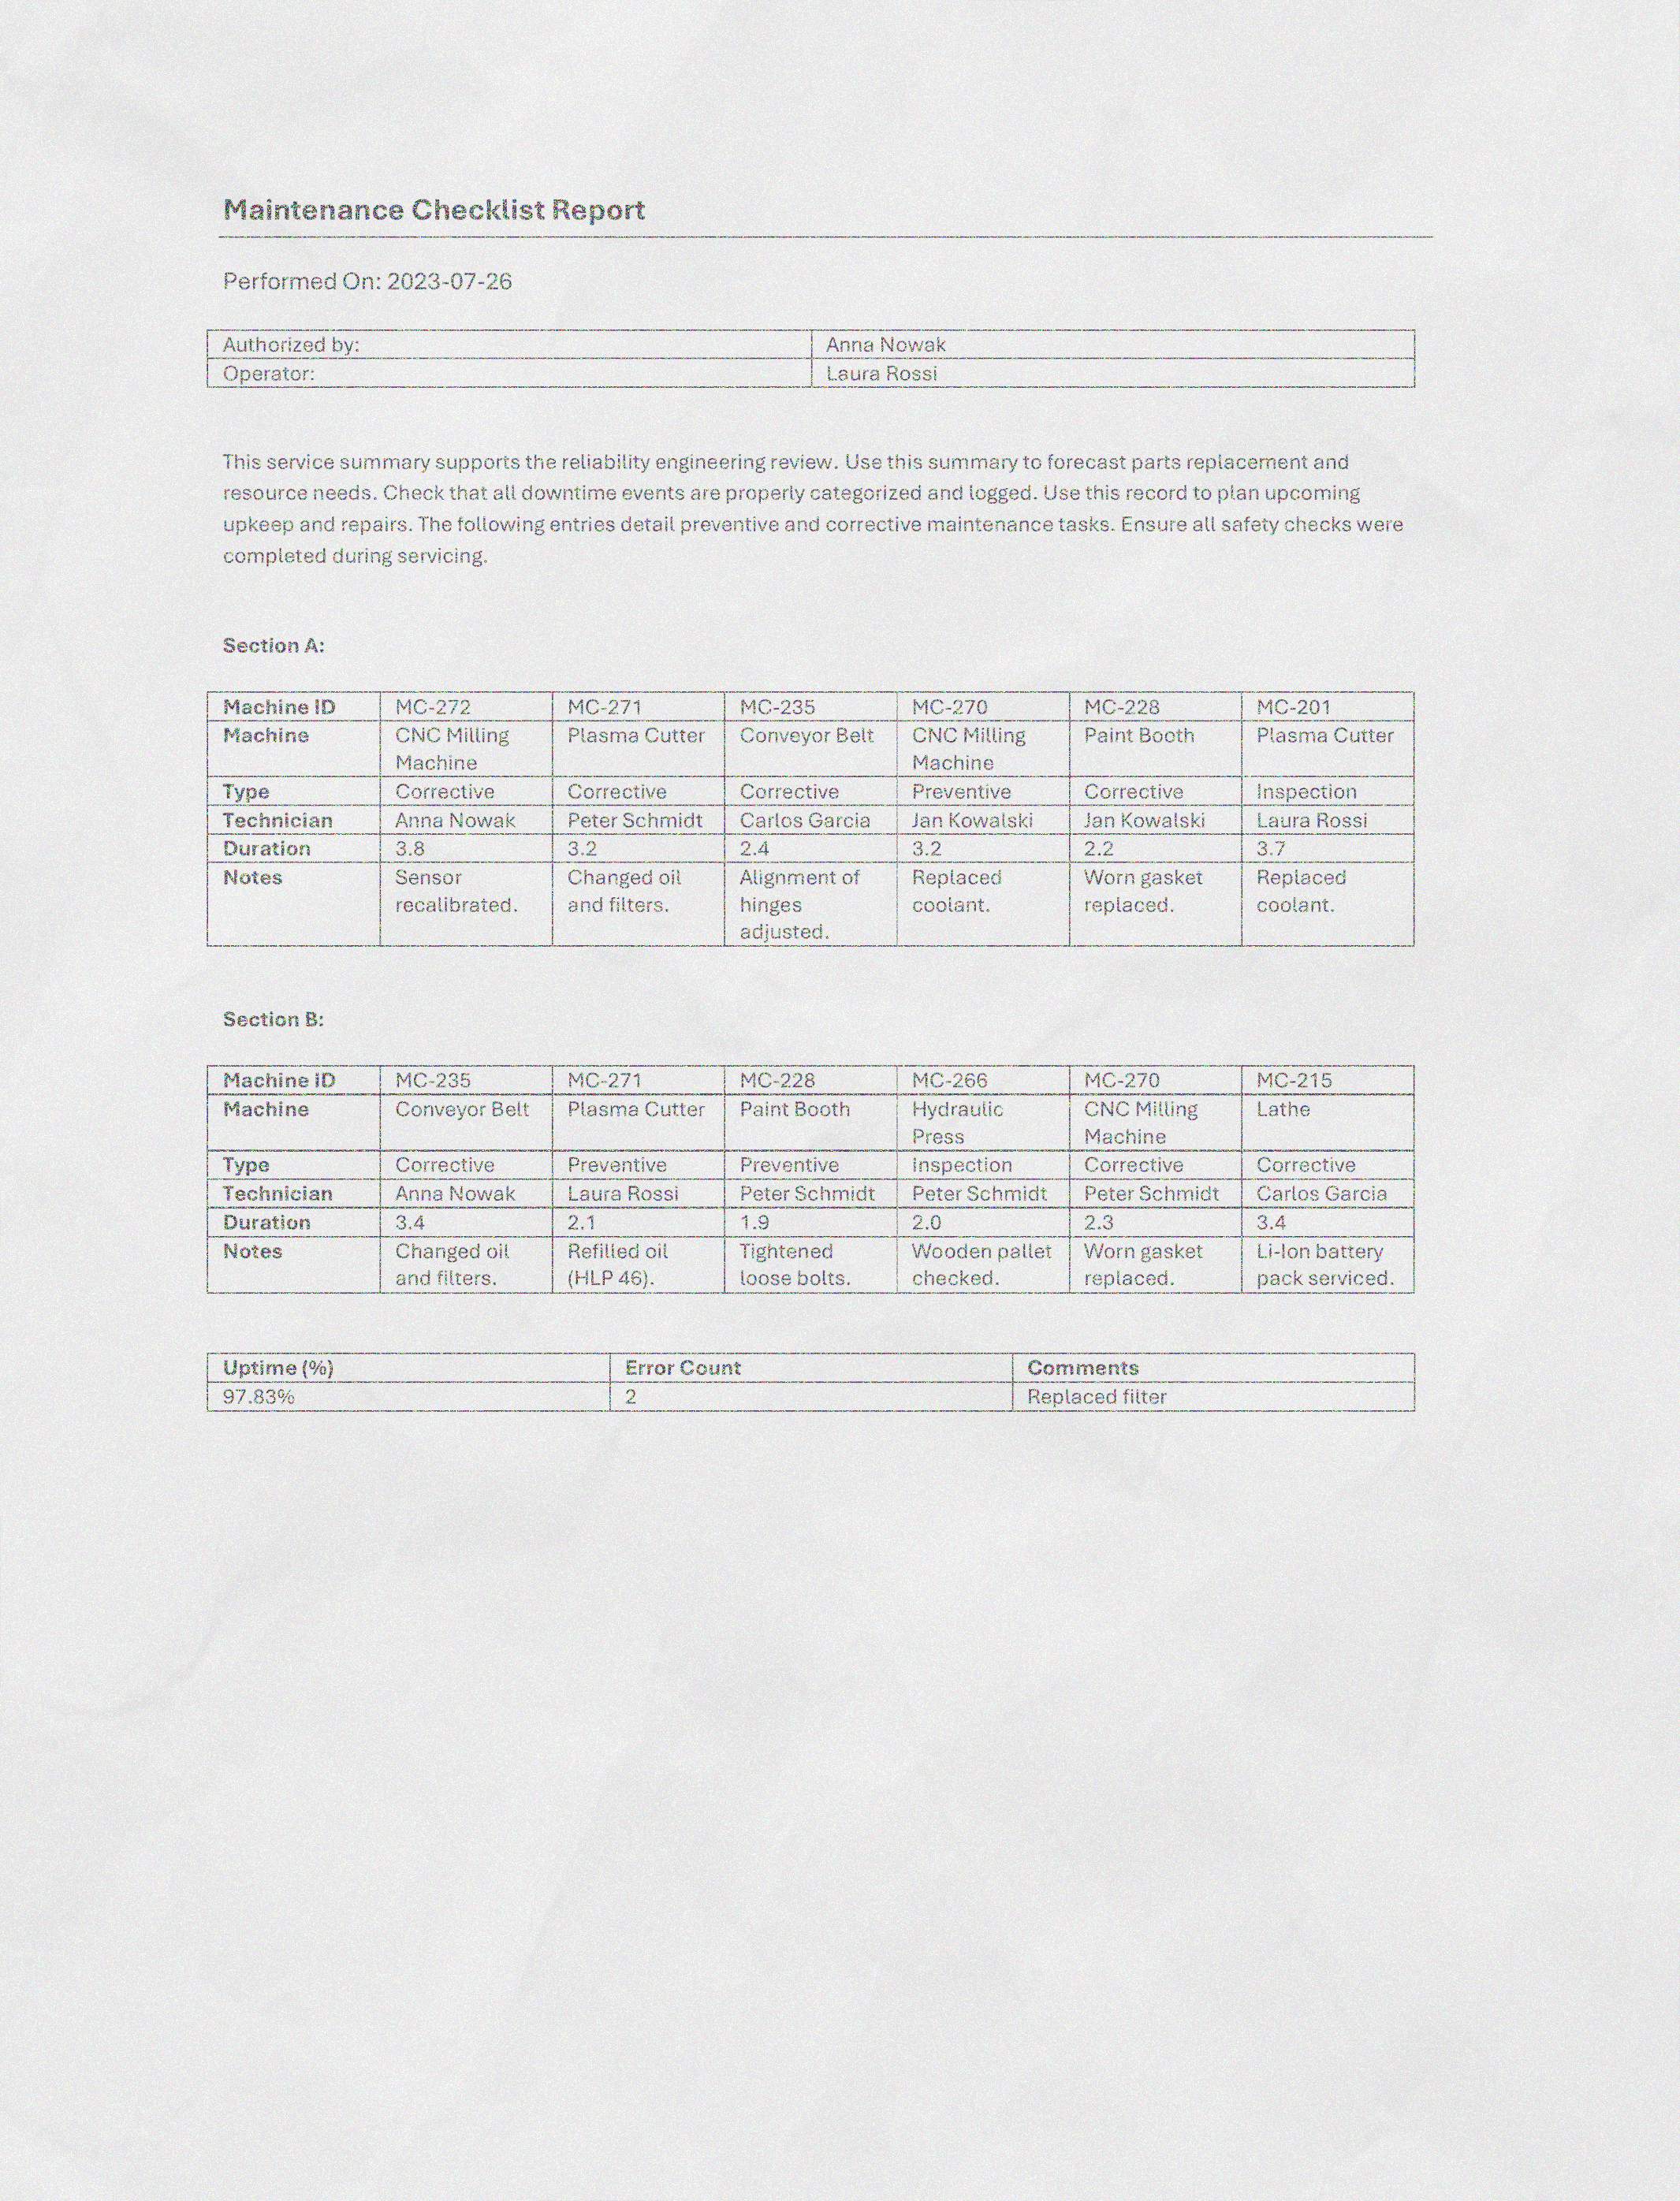 Maintenance Checklist Report
Performed On: 2023-07-26
Authorized by: Anna Nowak
Operator: Laura Rossi
This service summary supports the reliability engineering review. Use this summary to forecast parts replacement and
resource needs. Check that all downtime events are properly categorized and logged. Use this record to plan upcoming
upkeep and repairs. The following entries detail preventive and corrective maintenance tasks. Ensure all safety checks were
completed during servicing.
Section A:
Machine ID MC-272 MC-271 MC-235 MC-270 MC-228 MC-201
Machine CNC Milling Plasma Cutter Conveyor Belt CNC Milling Paint Booth Plasma Cutter
Machine Machine
Type Corrective Corrective Corrective Preventive Corrective Inspection
Technician Anna Nowak Peter Schmidt Carlos Garcia Jan Kowalski Jan Kowalski Laura Rossi
Duration 3.8 3.2 2.4 3.2 2.2 3.7
Notes Sensor Changed oil Alignment of Replaced Worn gasket Replaced
recalibrated. and filters. hinges coolant. replaced. coolant.
adjusted.
Section B:
Machine ID MC-235 MC-271 MC-228 MC-266 MC-270 MC-215
Machine Conveyor Belt Plasma Cutter Paint Booth Hydraulic CNC Milling Lathe
Press Machine
Type Corrective Preventive Preventive Inspection Corrective Corrective
Technician Anna Nowak Laura Rossi Peter Schmidt Peter Schmidt Peter Schmidt Carlos Garcia
Duration 3.4 2.1 1.9 2.0 2.3 3.4
Notes Changed oil Refilled oil Tightened Wooden pallet Worn gasket Li-Ion battery
and filters. (HLP 46). loose bolts. checked. replaced. pack serviced.
Uptime (%) Error Count Comments
97.83% 2 Replaced filter